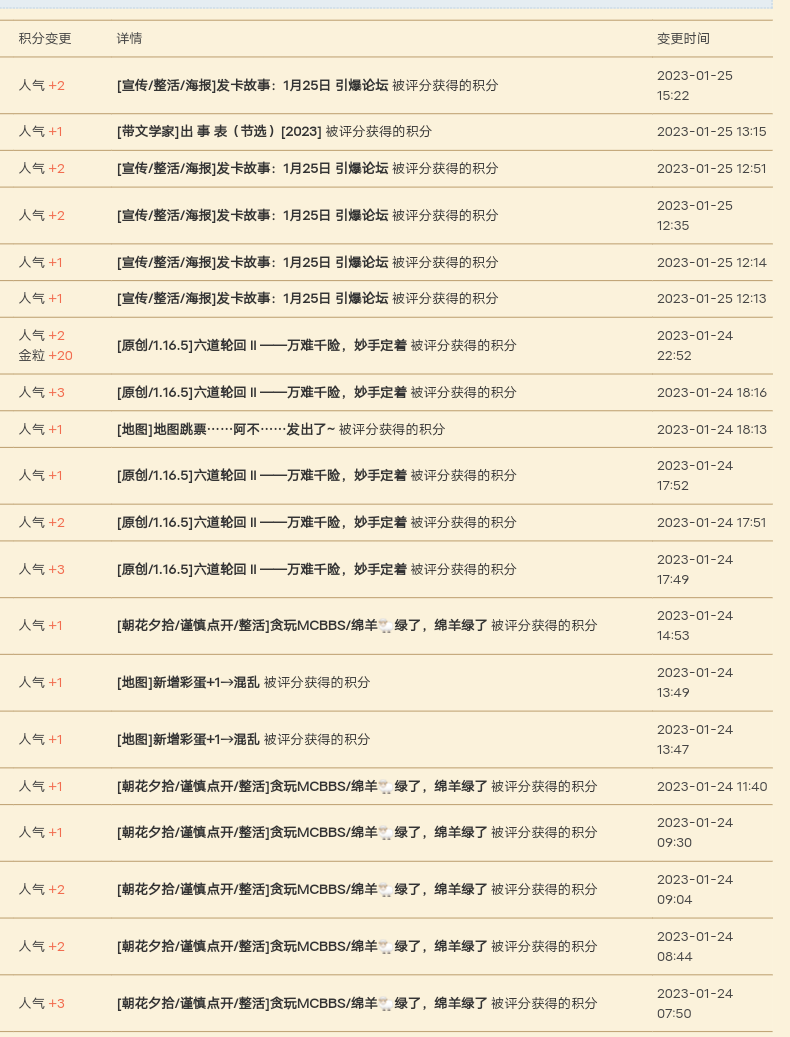 积分变更 详情 变更时间
人气 +2 [宣传/整活/海报]发卡故事：1月25日 引爆论坛 被评分获得的积分 2023-01-25
15:22
人气 +1 [带文学家]出 事 表（节选）[2023] 被评分获得的积分 2023-01-25 13:15
人气 +2 [宣传/整活/海报]发卡故事：1月25日 引爆论坛 被评分获得的积分 2023-01-25 12:51
人气 +2 [宣传/整活/海报]发卡故事：1月25日 引爆论坛 被评分获得的积分 2023-01-25
12:35
人气 +1 [宣传/整活/海报]发卡故事：1月25日 引爆论坛 被评分获得的积分 2023-01-25 12:14
人气 +1 [宣传/整活/海报]发卡故事：1月25日 引爆论坛 被评分获得的积分 2023-01-25 12:13
人气 +2
金粒 +20 [原创/1.16.5]六道轮回 II ——万难千险，妙手定着 被评分获得的积分 2023-01-24
22:52
人气 +3 [原创/1.16.5]六道轮回 II ——万难千险，妙手定着 被评分获得的积分 2023-01-24 18:16
人气 +1 [地图]地图跳票……阿不……发出了~ 被评分获得的积分 2023-01-24 18:13
人气 +1 [原创/1.16.5]六道轮回 II ——万难千险，妙手定着 被评分获得的积分 2023-01-24
17:52
人气 +2 [原创/1.16.5]六道轮回 II ——万难千险，妙手定着 被评分获得的积分 2023-01-24 17:51
人气 +3 [原创/1.16.5]六道轮回 II ——万难千险，妙手定着 被评分获得的积分 2023-01-24
17:49
人气 +1 [朝花夕拾/谨慎点开/整活]贪玩MCBBS/绵羊🐑绿了，绵羊绿了 被评分获得的积分 2023-01-24
14:53
人气 +1 [地图]新增彩蛋+1→混乱 被评分获得的积分 2023-01-24
13:49
人气 +1 [地图]新增彩蛋+1→混乱 被评分获得的积分 2023-01-24
13:47
人气 +1 [朝花夕拾/谨慎点开/整活]贪玩MCBBS/绵羊🐑绿了，绵羊绿了 被评分获得的积分 2023-01-24 11:40
人气 +1 [朝花夕拾/谨慎点开/整活]贪玩MCBBS/绵羊🐑绿了，绵羊绿了 被评分获得的积分 2023-01-24
09:30
人气 +2 [朝花夕拾/谨慎点开/整活]贪玩MCBBS/绵羊🐑绿了，绵羊绿了 被评分获得的积分 2023-01-24
09:04
人气 +2 [朝花夕拾/谨慎点开/整活]贪玩MCBBS/绵羊🐑绿了，绵羊绿了 被评分获得的积分 2023-01-24
08:44
人气 +3 [朝花夕拾/谨慎点开/整活]贪玩MCBBS/绵羊🐑绿了，绵羊绿了 被评分获得的积分 2023-01-24
07:50